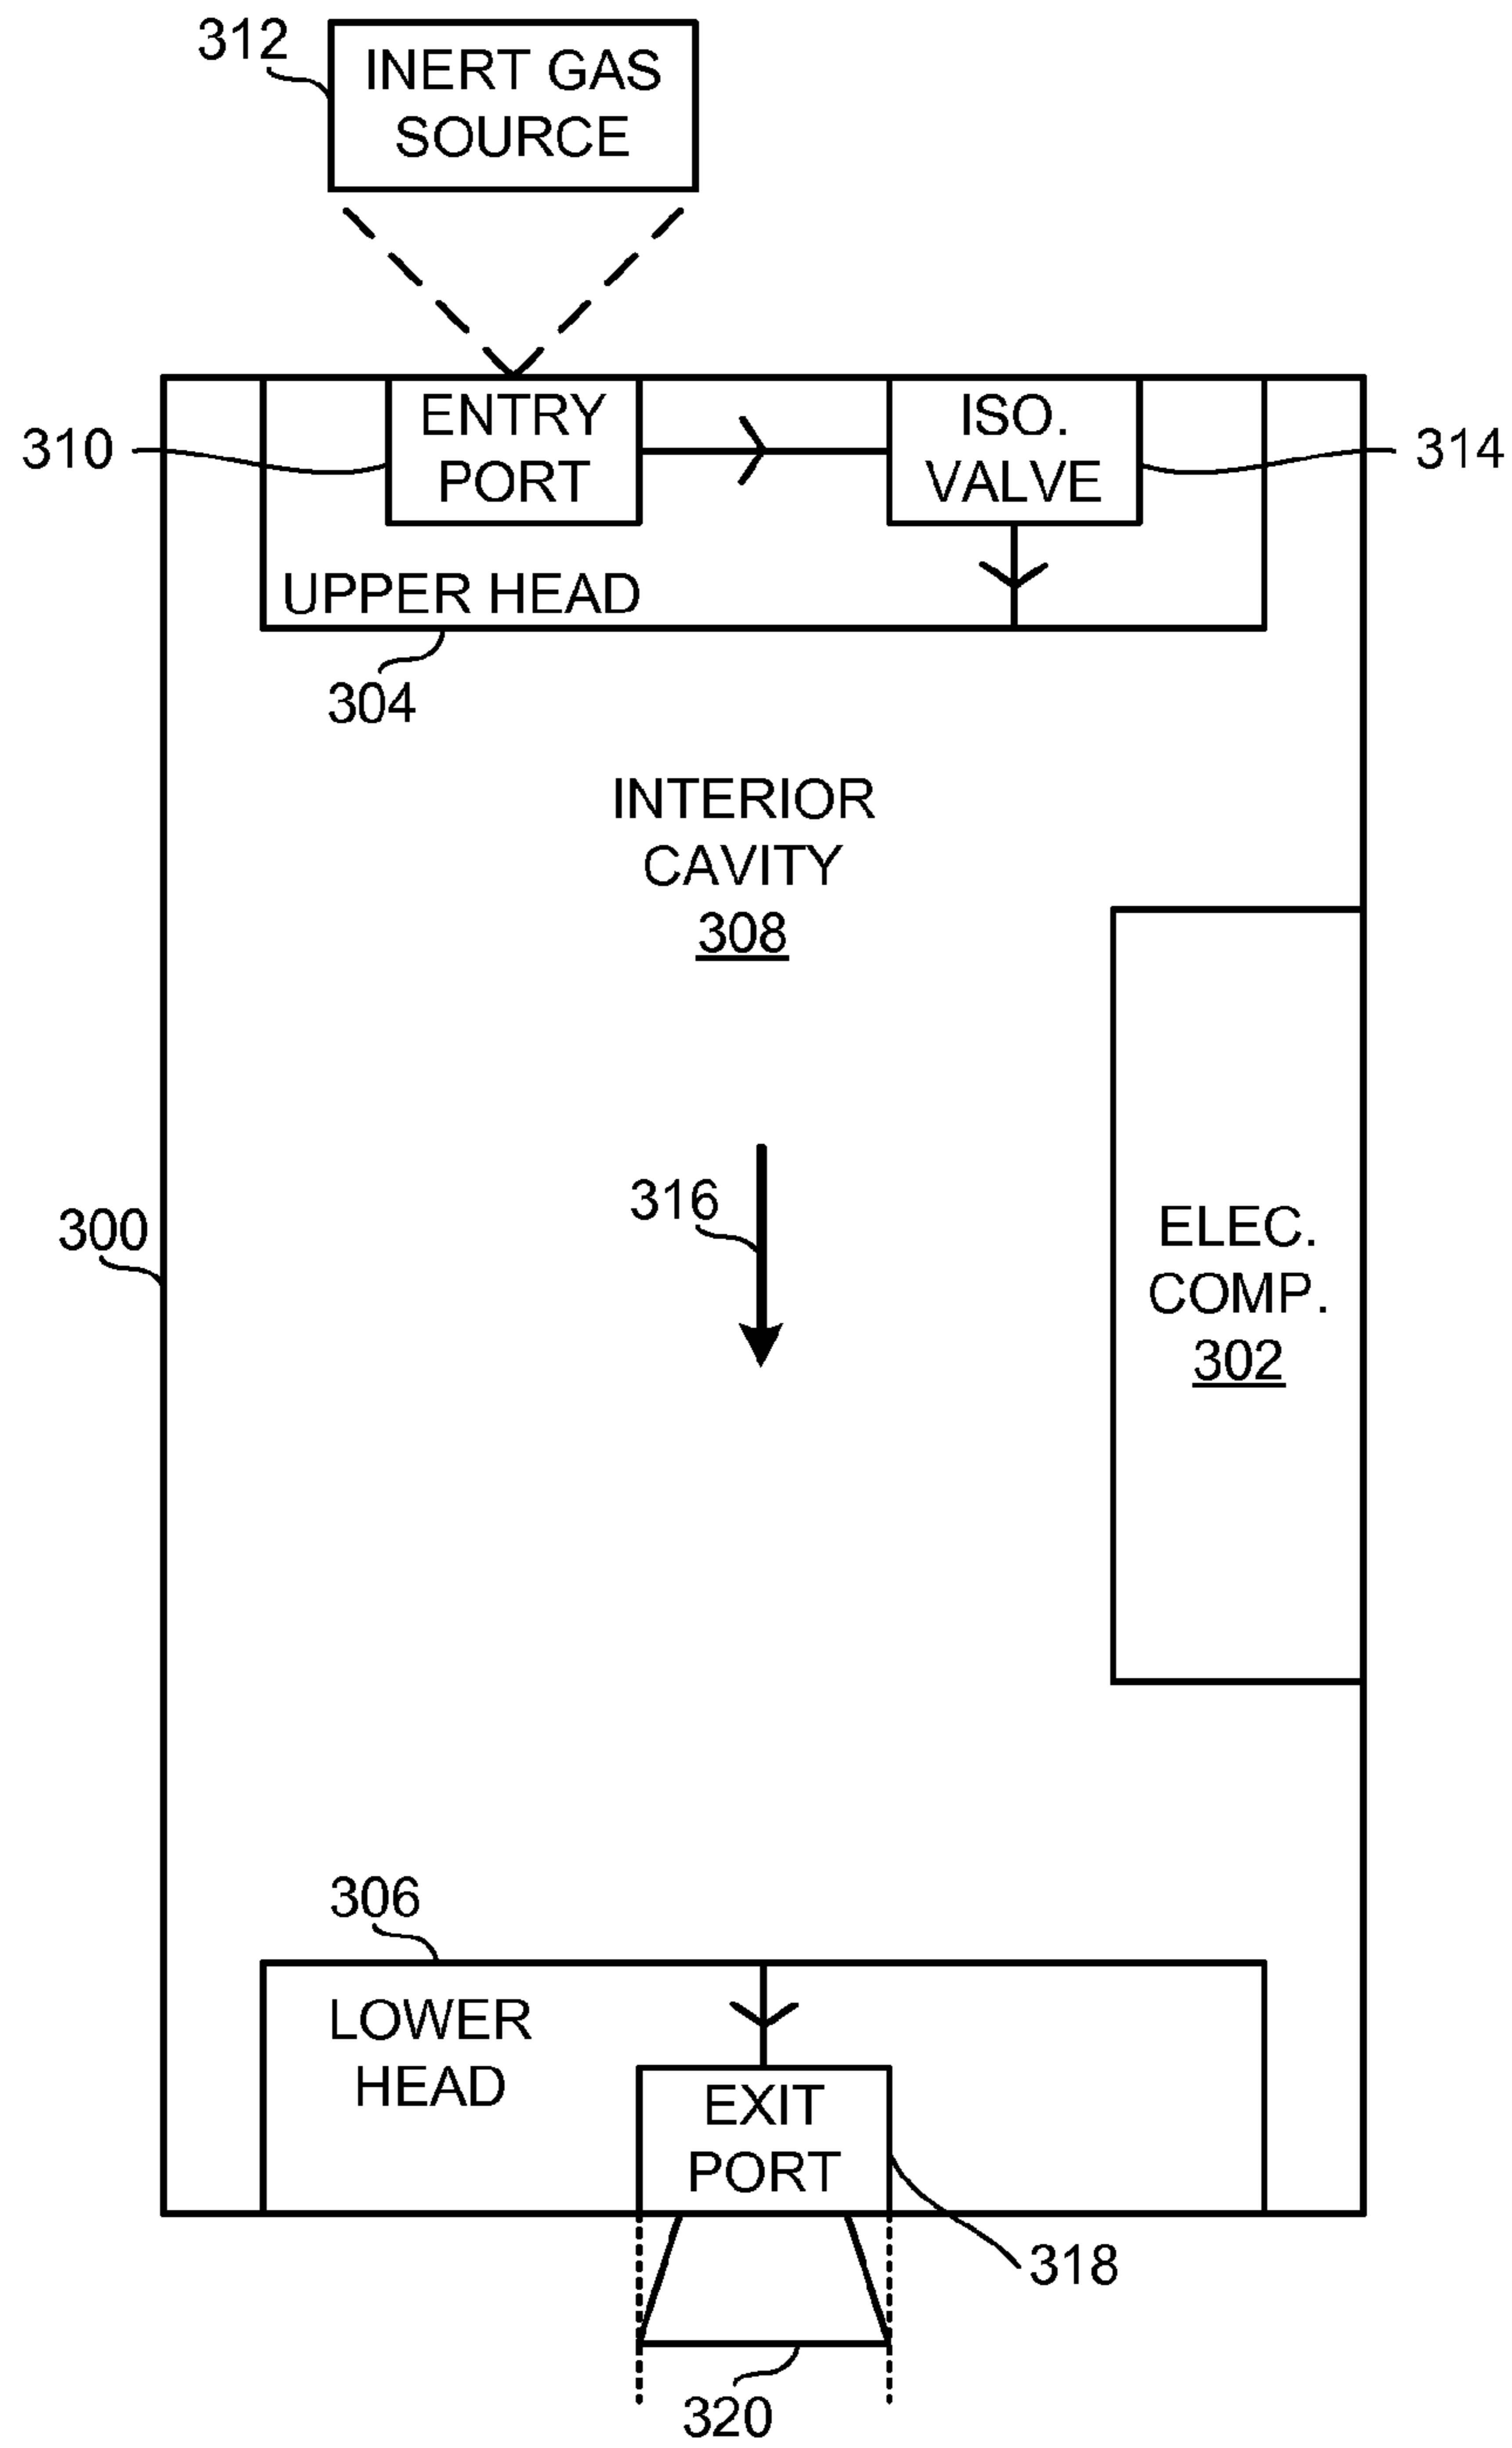 312
INERT GAS
SOURCE
310
ENTRY
PORT
ISO.
VALVE
314
UPPER HEAD
304
INTERIOR
CAVITY
308
300
316
ELEC.
COMP.
302
306
LOWER
HEAD
EXIT
PORT
318
320